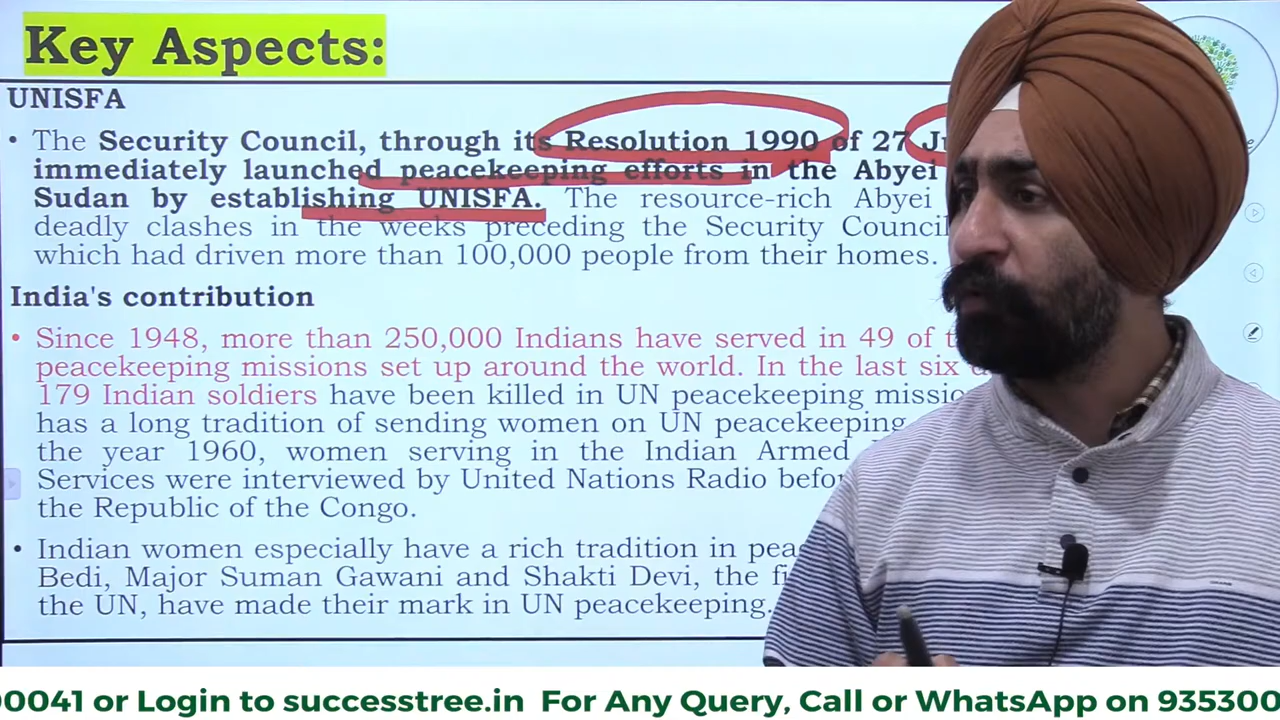 Key Aspects:
UNISFA
• The Security Council, through its Resolution 1990 of 27
immediately launched peacekeeping efforts in the Abyei
Sudan by establishing UNISFA. The resource-rich Abyei
deadly clashes in the weeks preceding the Security Council
which had driven more than 100,000 people from their homes.
India's contribution
• Since 1948, more than 250,000 Indians have served in 49 of
peacekeeping missions set up around the world. In the last six
179 Indian soldiers have been killed in UN peacekeeping
has a long tradition of sending women on UN peacekeeping
the year 1960, women serving in the Indian Armed
Services were interviewed by United Nations Radio
the Republic of the Congo.
• Indian women especially have a rich tradition in
Bedi, Major Suman Gawani and Shakti Devi, the
the UN, have made their mark in UN peacekeeping.
00041 or Login to successtree.in For Any Query, Call or WhatsApp on 935300